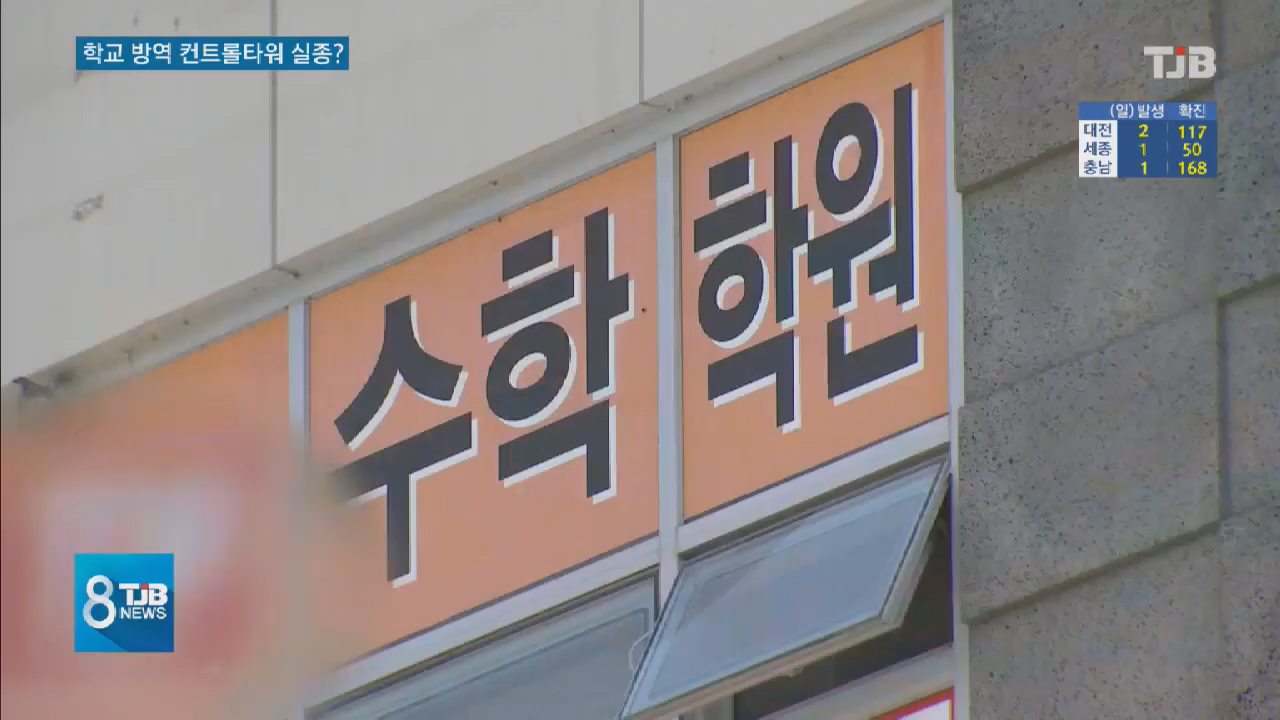 학교 방역 컨트롤타워 실종?
TJB
(일) 발생 확진
대전 2 117
세종 1 50
충남 1 168
수학 학원
8 TJB
NEWS